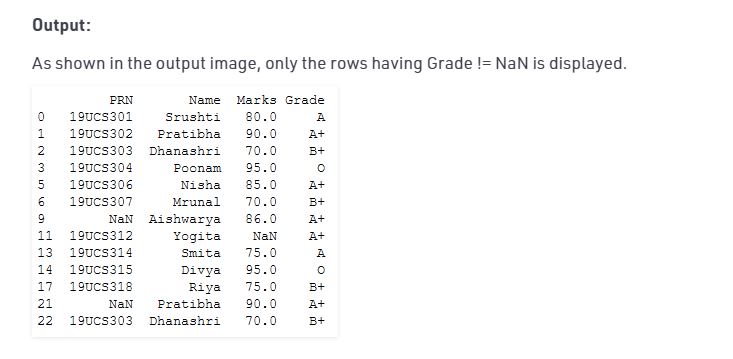 Output:
As shown in the output image, only the rows having Grade != NaN is displayed.
PRN Name Marks Grade
0 19UCS301 Srushti 80.0 A
1 19UCS302 Pratibha 90.0 A+
2 19UCS303 Dhanashri 70.0 B+
3 19UCS304 Poonam 95.0 O
5 19UCS306 Nisha 85.0 A+
6 19UCS307 Mrunal 70.0 B+
9 NaN Aishwarya 86.0 A+
11 19UCS312 Yogita NaN A+
13 19UCS314 Smita 75.0 A
14 19UCS315 Divya 95.0 O
17 19UCS318 Riya 75.0 B+
21 NaN Pratibha 90.0 A+
22 19UCS303 Dhanashri 70.0 B+